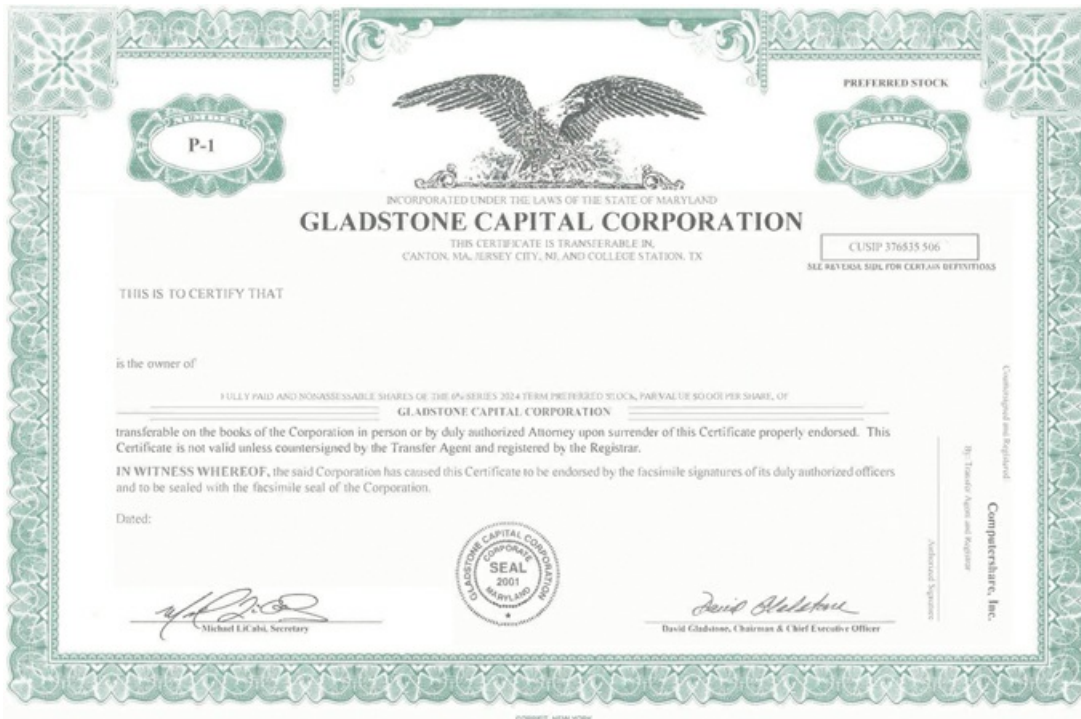 PREFERRED STOCK
NUMBER
P-1
SHARES
INCORPORATED UNDER THE LAWS OF THE STATE OF MARYLAND
GLADSTONE CAPITAL CORPORATION
THIS CERTIFICATE IS TRANSFERABLE IN,
CANTON, MA, JERSEY CITY, NJ, AND COLLEGE STATION, TX
CUSIP 376535 506
SEE REVERSE SIDE FOR CERTAIN DEFINITIONS
THIS IS TO CERTIFY THAT
is the owner of
FULLY PAID AND NONASSESSABLE SHARES OF THE 6% SERIES 2024 TERM PREFERRED STOCK, PAR VALUE $0.001 PER SHARE, OF
GLADSTONE CAPITAL CORPORATION
transferable on the books of the Corporation in person or by duly authorized Attorney upon surrender of this Certificate properly endorsed. This
Certificate is not valid unless countersigned by the Transfer Agent and registered by the Registrar.
IN WITNESS WHEREOF, the said Corporation has caused this Certificate to be endorsed by the facsimile signatures of its duly authorized officers
and to be sealed with the facsimile seal of the Corporation.
Dated:
GLADSTONE CAPITAL CORPORATION
CORPORATE
SEAL
2001
MARYLAND
Michael LiCalsi, Secretary
David Gladstone
David Gladstone, Chairman & Chief Executive Officer
Countersigned and Registered:
Computershare, Inc.
By: Transfer Agent and Registrar
Authorized Signature